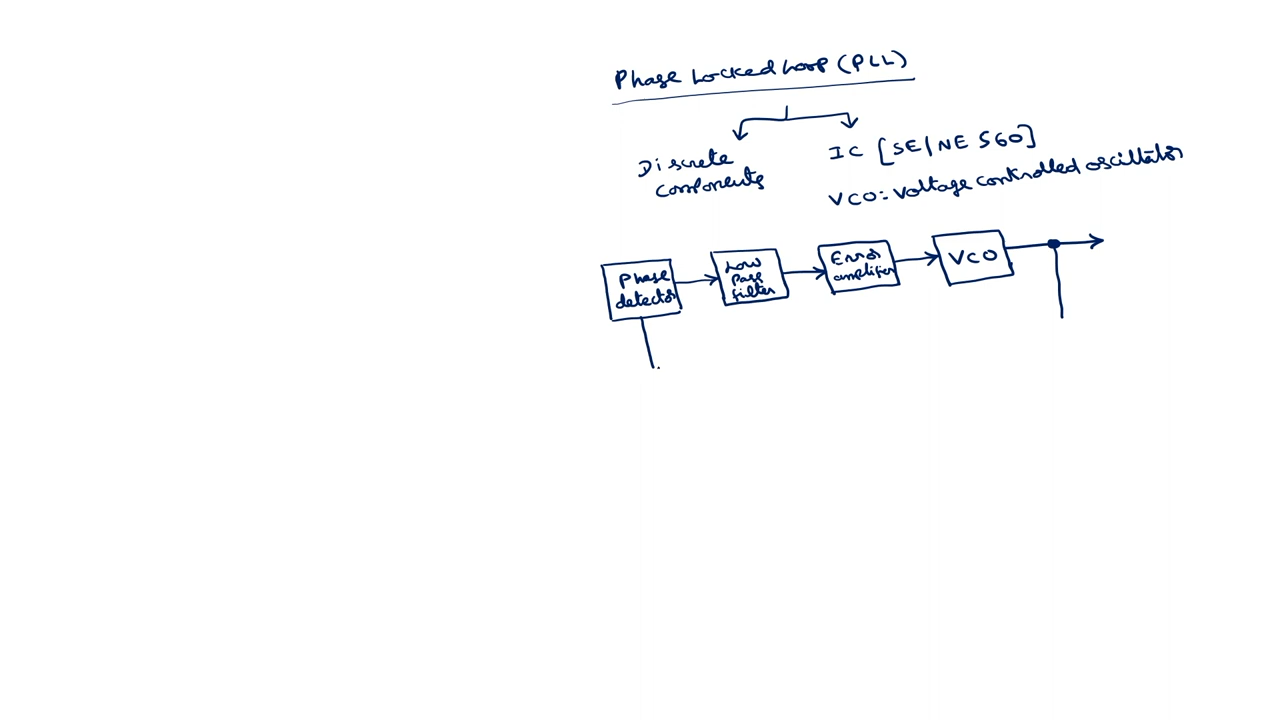 Phase Locked Loop (PLL)
Discrete
components
IC [SE/NE 560]
VCO: Voltage controlled oscillator
Phase
detector
Low
Pass
filter
Error
amplifier
VCO